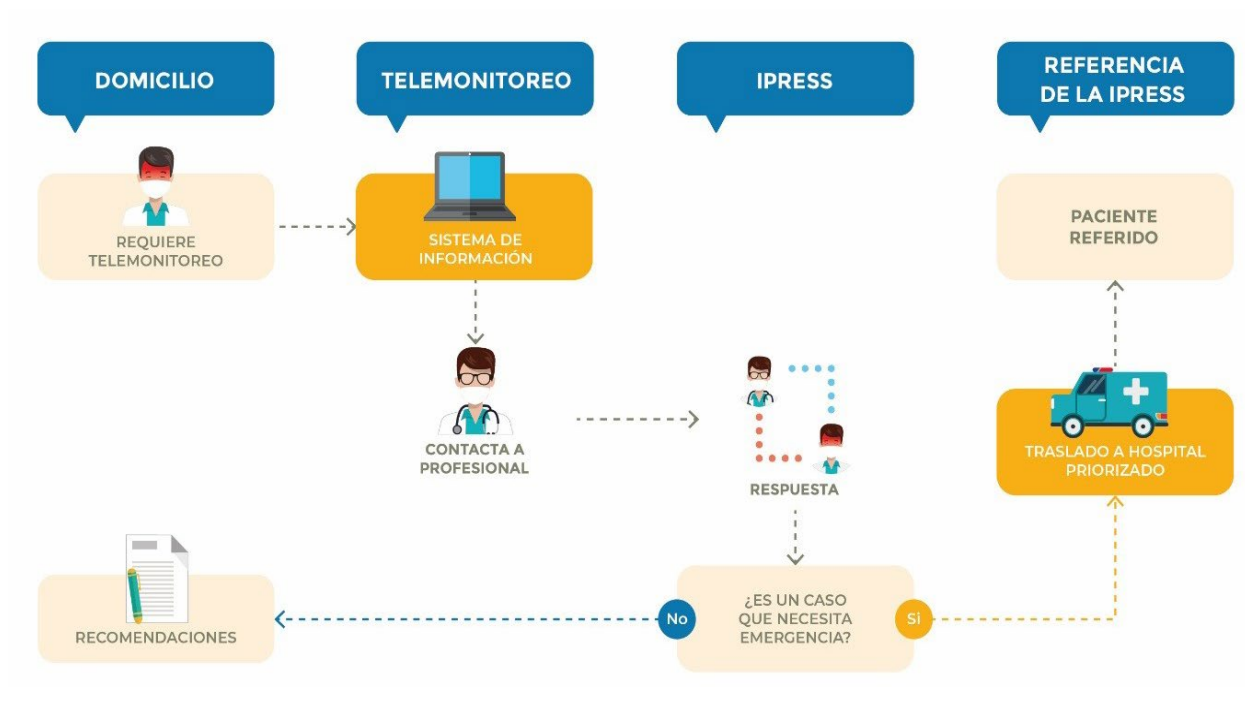 DOMICILIO
TELEMONITOREO
IPRESS
REFERENCIA
DE LA IPRESS
REQUIERE
TELEMONITOREO
SISTEMA DE
INFORMACIÓN
PACIENTE
REFERIDO
CONTACTA A
PROFESIONAL
RESPUESTA
TRASLADO A HOSPITAL
PRIORIZADO
RECOMENDACIONES
No
¿ES UN CASO
QUE NECESITA
EMERGENCIA?
Si